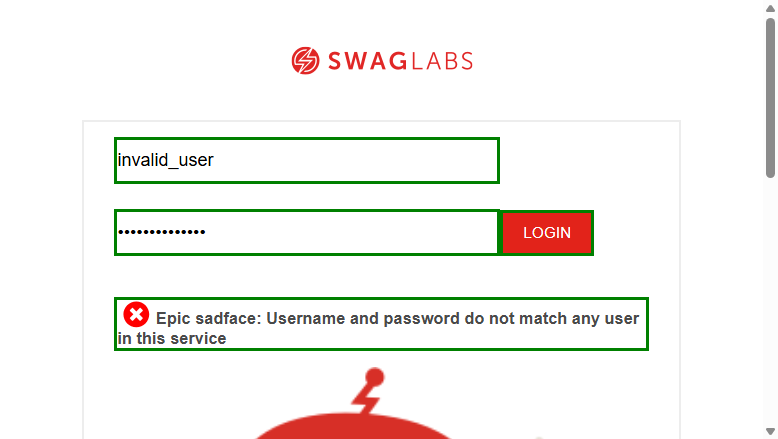 SWAGLABS
invalid_user
••••••••••••••
LOGIN
Epic sadface: Username and password do not match any user
in this service